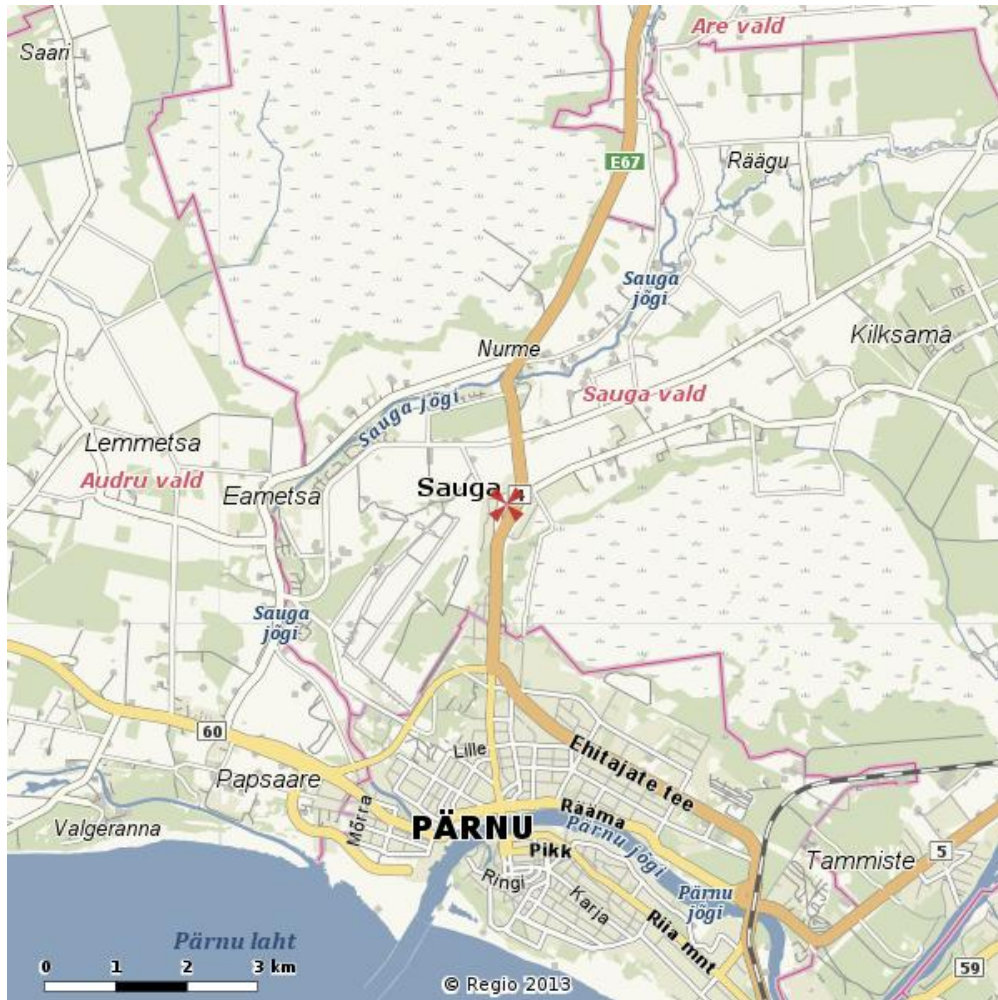 Are vald
Saari
E67
Räägu
Sauga
jõgi
Kilksama
Nurme
Sauga vald
Sauga jõgi
Lemmetsa
Audru vald
Eametsa
Sauga
4
Sauga
jõgi
60
Ehitajate tee
Lille
Papsaare
Mõrra
Raama
Valgeranna
PÄRNU
Pärnu jõgi
Pikk
5
Tammiste
Ringi
Karja
Pärnu
jõgi
Riia mnt
Pärnu laht
59
0 1 2 3 km
© Regio 2013